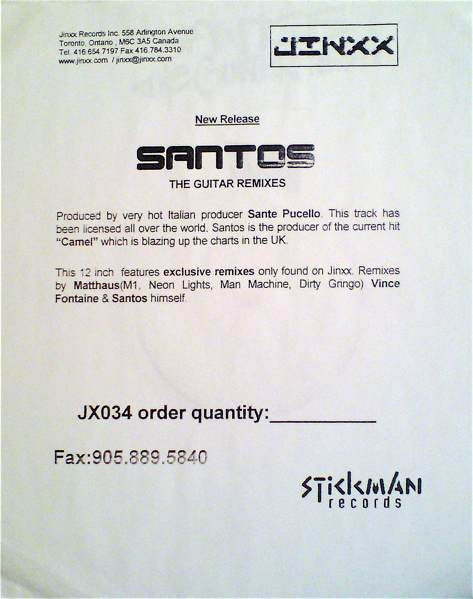 Jinxx Records Inc. 558 Arlington Avenue
Toronto, Ontario, M6C 3A5 Canada
Tel. 416.654.7197 Fax 416.784.3310
www.jinxx.com / jinxx@jinxx.com
JINXX
New Release
SANTOS
THE GUITAR REMIXES
Produced by very hot Italian producer Sante Pucello. This track has
been licensed all over the world. Santos is the producer of the current hit
"Camel" which is blazing up the charts in the UK.
This 12 inch features exclusive remixes only found on Jinxx. Remixes
by Matthaus(M1, Neon Lights, Man Machine, Dirty Gringo) Vince
Fontaine & Santos himself.
JX034 order quantity:__________
Fax:905.889.5840
STICKMAN
records